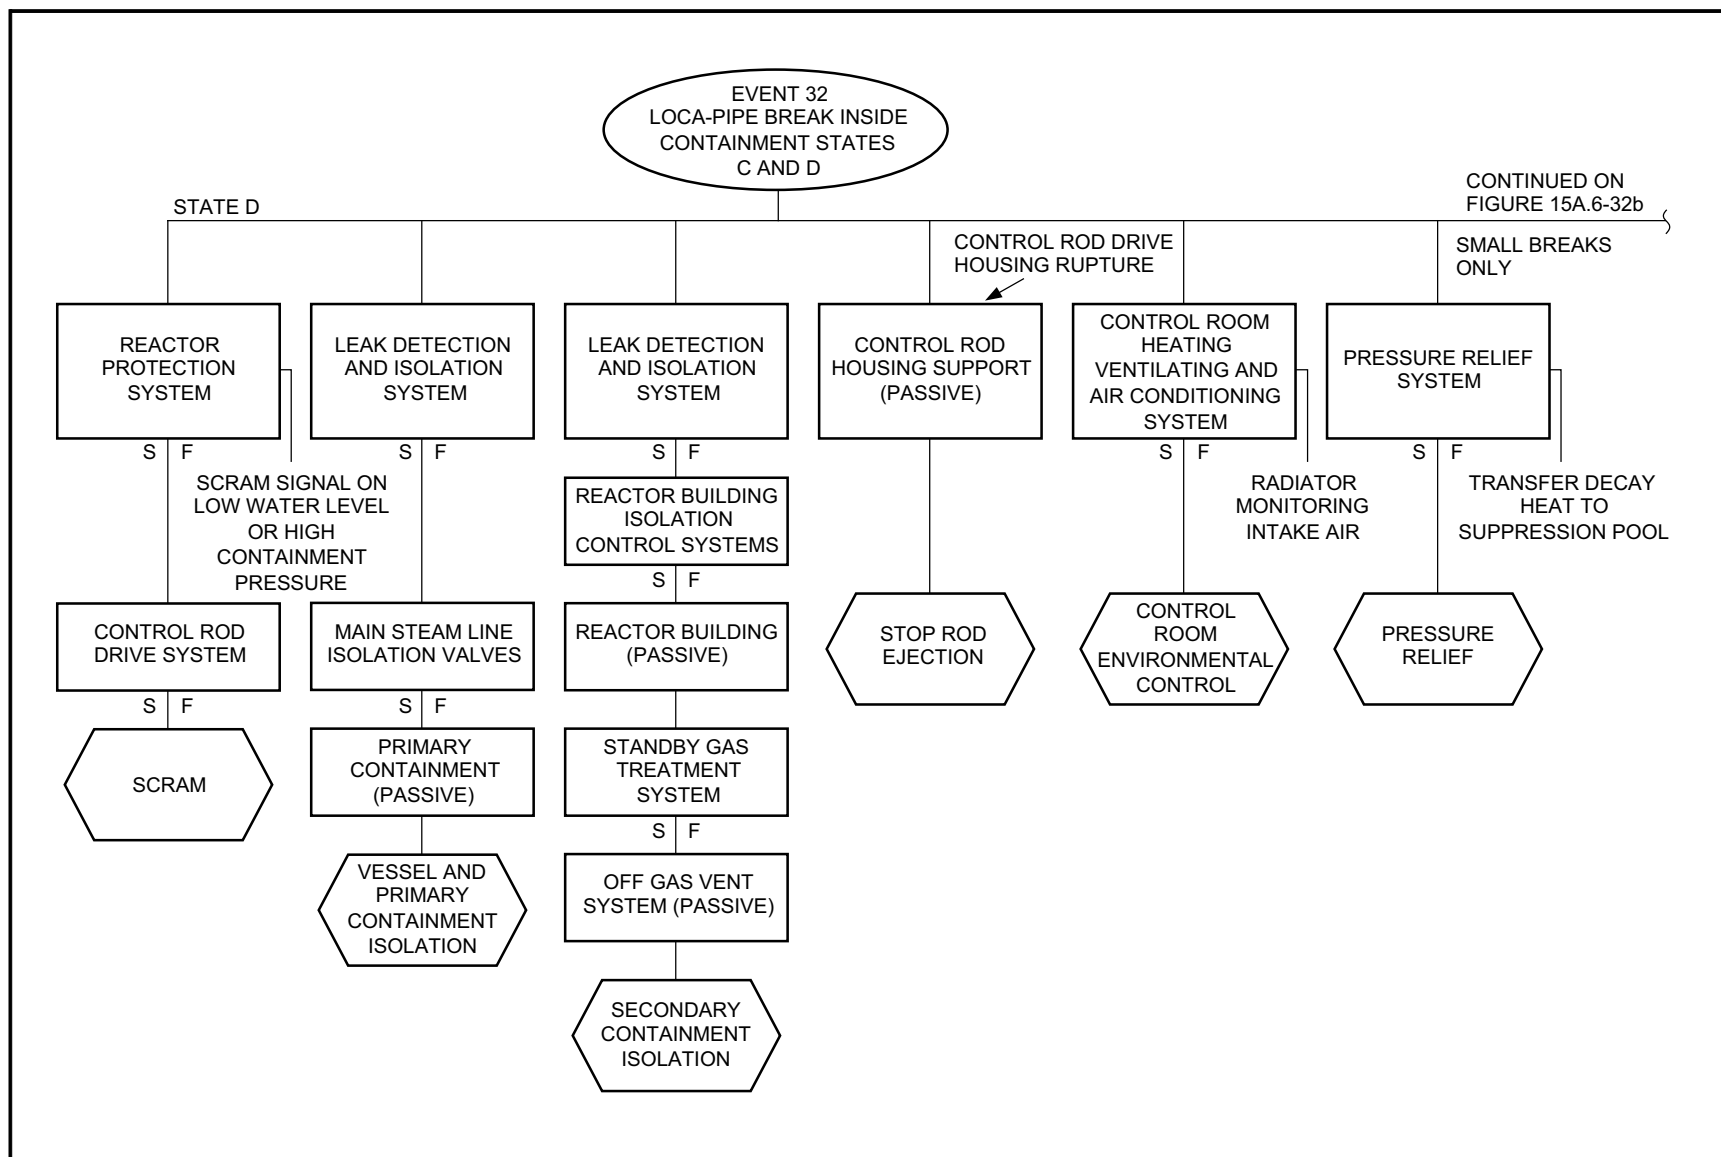 EVENT 32
LOCA-PIPE BREAK INSIDE
CONTAINMENT STATES
C AND D
STATE D
CONTINUED ON
FIGURE 15A.6-32b
CONTROL ROD DRIVE
HOUSING RUPTURE
SMALL BREAKS
ONLY
REACTOR
PROTECTION
SYSTEM
S F
SCRAM SIGNAL ON
LOW WATER LEVEL
OR HIGH
CONTAINMENT
PRESSURE
CONTROL ROD
DRIVE SYSTEM
S F
SCRAM
LEAK DETECTION
AND ISOLATION
SYSTEM
S F
MAIN STEAM LINE
ISOLATION VALVES
S F
PRIMARY
CONTAINMENT
(PASSIVE)
VESSEL AND
PRIMARY
CONTAINMENT
ISOLATION
LEAK DETECTION
AND ISOLATION
SYSTEM
S F
REACTOR BUILDING
ISOLATION
CONTROL SYSTEMS
S F
REACTOR BUILDING
(PASSIVE)
STANDBY GAS
TREATMENT
SYSTEM
S F
OFF GAS VENT
SYSTEM (PASSIVE)
SECONDARY
CONTAINMENT
ISOLATION
CONTROL ROD
HOUSING SUPPORT
(PASSIVE)
STOP ROD
EJECTION
CONTROL ROOM
HEATING
VENTILATING AND
AIR CONDITIONING
SYSTEM
S F
RADIATOR
MONITORING
INTAKE AIR
CONTROL
ROOM
ENVIRONMENTAL
CONTROL
PRESSURE RELIEF
SYSTEM
S F
TRANSFER DECAY
HEAT TO
SUPPRESSION POOL
PRESSURE
RELIEF